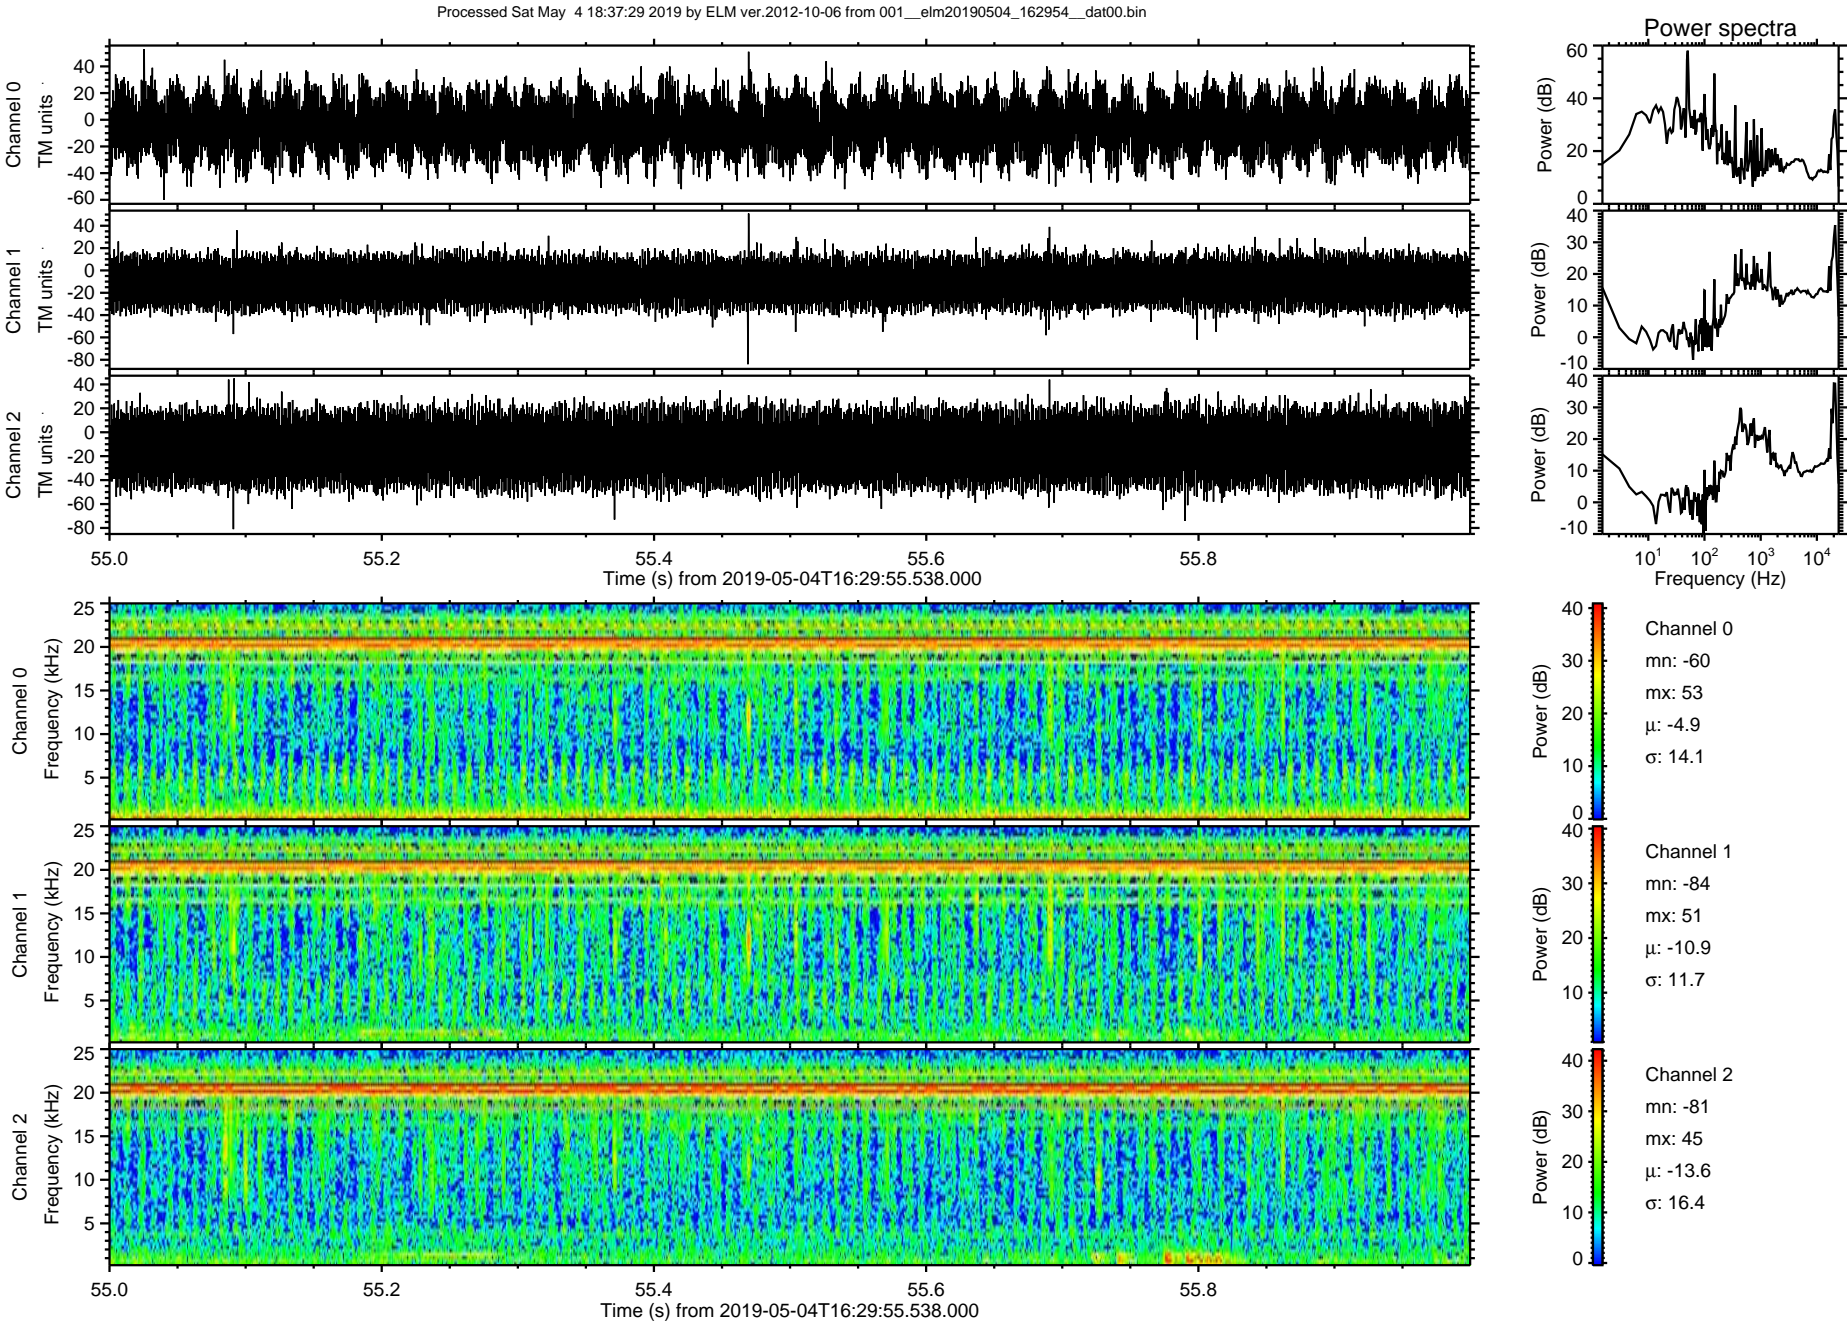 Processed Sat May  4 18:37:29 2019 by ELM ver.2012-10-06 from 001__elm20190504_162954__dat00.bin
Power spectra
Channel 0
TM units
40
20
0
-20
-40
-60
Power (dB)
60
40
20
0
Channel 1
TM units
40
20
0
-20
-40
-60
-80
Power (dB)
40
30
20
10
0
-10
Channel 2
TM units
40
20
0
-20
-40
-60
-80
Power (dB)
40
30
20
10
0
-10
55.0 55.2 55.4 55.6 55.8
Time (s) from 2019-05-04T16:29:55.538.000
10¹ 10² 10³ 10⁴
Frequency (Hz)
Channel 0
Frequency (kHz)
25
20
15
10
5
Power (dB)
40
30
20
10
0
Channel 0
mn: -60
mx: 53
μ: -4.9
σ: 14.1
Channel 1
Frequency (kHz)
25
20
15
10
5
Power (dB)
40
30
20
10
Channel 1
mn: -84
mx: 51
μ: -10.9
σ: 11.7
Channel 2
Frequency (kHz)
25
20
15
10
5
Power (dB)
40
30
20
10
0
Channel 2
mn: -81
mx: 45
μ: -13.6
σ: 16.4
55.0 55.2 55.4 55.6 55.8
Time (s) from 2019-05-04T16:29:55.538.000